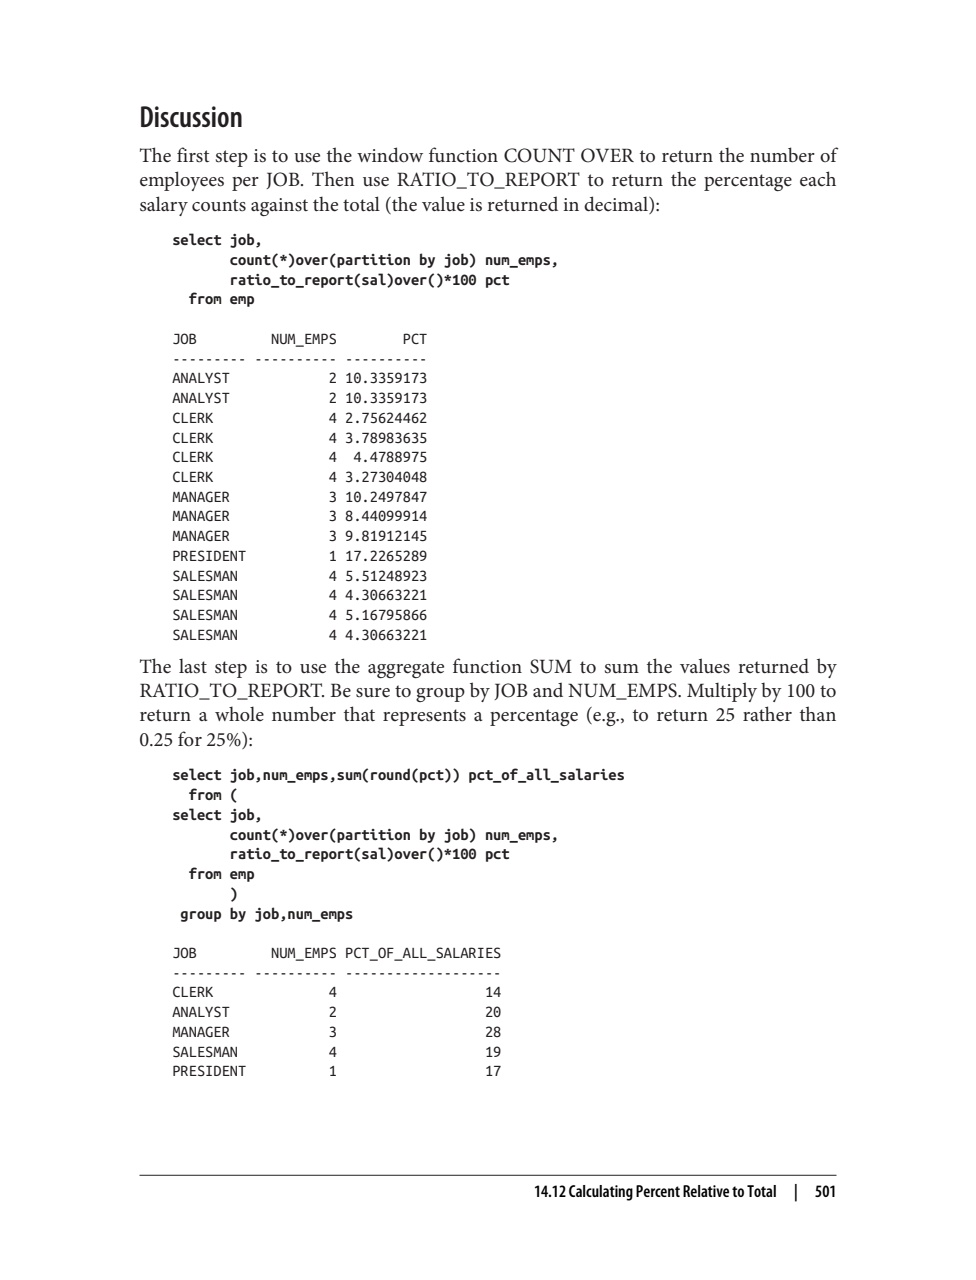 Discussion
The first step is to use the window function COUNT OVER to return the number of
employees per JOB. Then use RATIO_TO_REPORT to return the percentage each
salary counts against the total (the value is returned in decimal):
select job,
       count(*)over(partition by job) num_emps,
       ratio_to_report(sal)over()*100 pct
  from emp
JOB         NUM_EMPS        PCT
--------- ---------- ----------
ANALYST            2 10.3359173
ANALYST            2 10.3359173
CLERK              4 2.75624462
CLERK              4 3.78983635
CLERK              4  4.4788975
CLERK              4 3.27304048
MANAGER            3 10.2497847
MANAGER            3 8.44099914
MANAGER            3 9.81912145
PRESIDENT          1 17.2265289
SALESMAN           4 5.51248923
SALESMAN           4 4.30663221
SALESMAN           4 5.16795866
SALESMAN           4 4.30663221
The last step is to use the aggregate function SUM to sum the values returned by
RATIO_TO_REPORT. Be sure to group by JOB and NUM_EMPS. Multiply by 100 to
return a whole number that represents a percentage (e.g., to return 25 rather than
0.25 for 25%):
select job,num_emps,sum(round(pct)) pct_of_all_salaries
  from (
select job,
       count(*)over(partition by job) num_emps,
       ratio_to_report(sal)over()*100 pct
  from emp
       )
 group by job,num_emps
JOB         NUM_EMPS PCT_OF_ALL_SALARIES
--------- ---------- -------------------
CLERK              4                  14
ANALYST            2                  20
MANAGER            3                  28
SALESMAN           4                  19
PRESIDENT          1                  17
14.12 Calculating Percent Relative to Total | 501